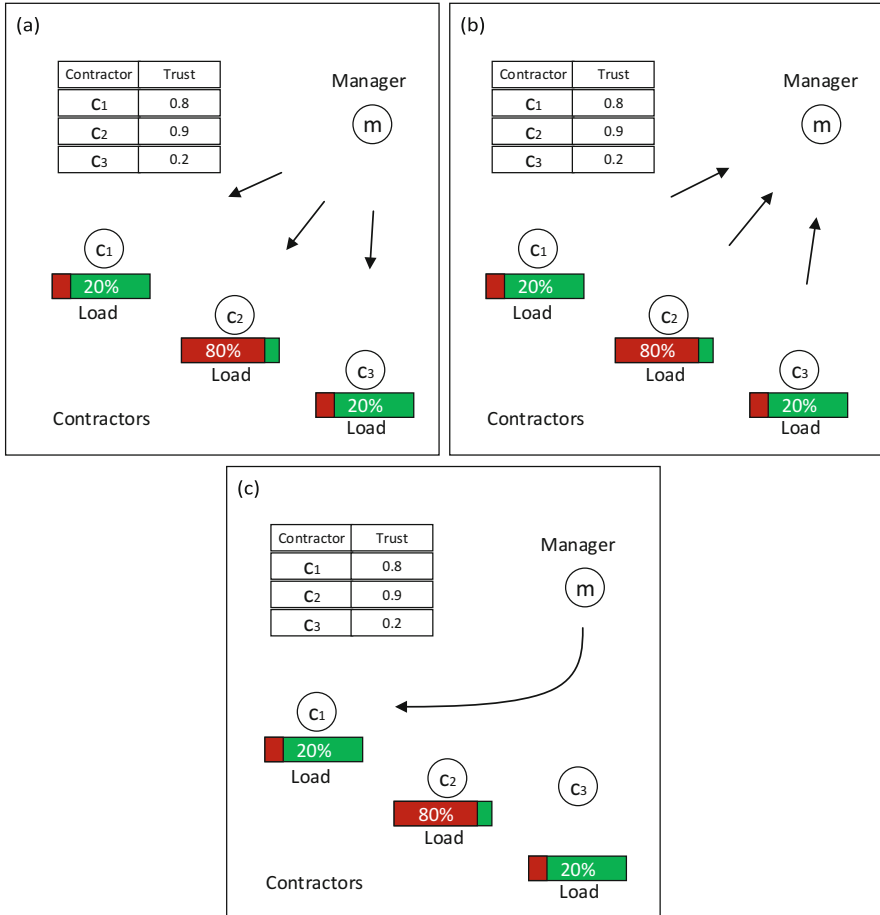 (a)
Contractor Trust
C1 0.8
C2 0.9
C3 0.2
Manager
m
C1
20%
Load
C2
80%
Load
C3
20%
Load
Contractors
(b)
Contractor Trust
C1 0.8
C2 0.9
C3 0.2
Manager
m
C1
20%
Load
C2
80%
Load
C3
20%
Load
Contractors
(c)
Contractor Trust
C1 0.8
C2 0.9
C3 0.2
Manager
m
C1
20%
Load
C2
80%
Load
C3
20%
Load
Contractors